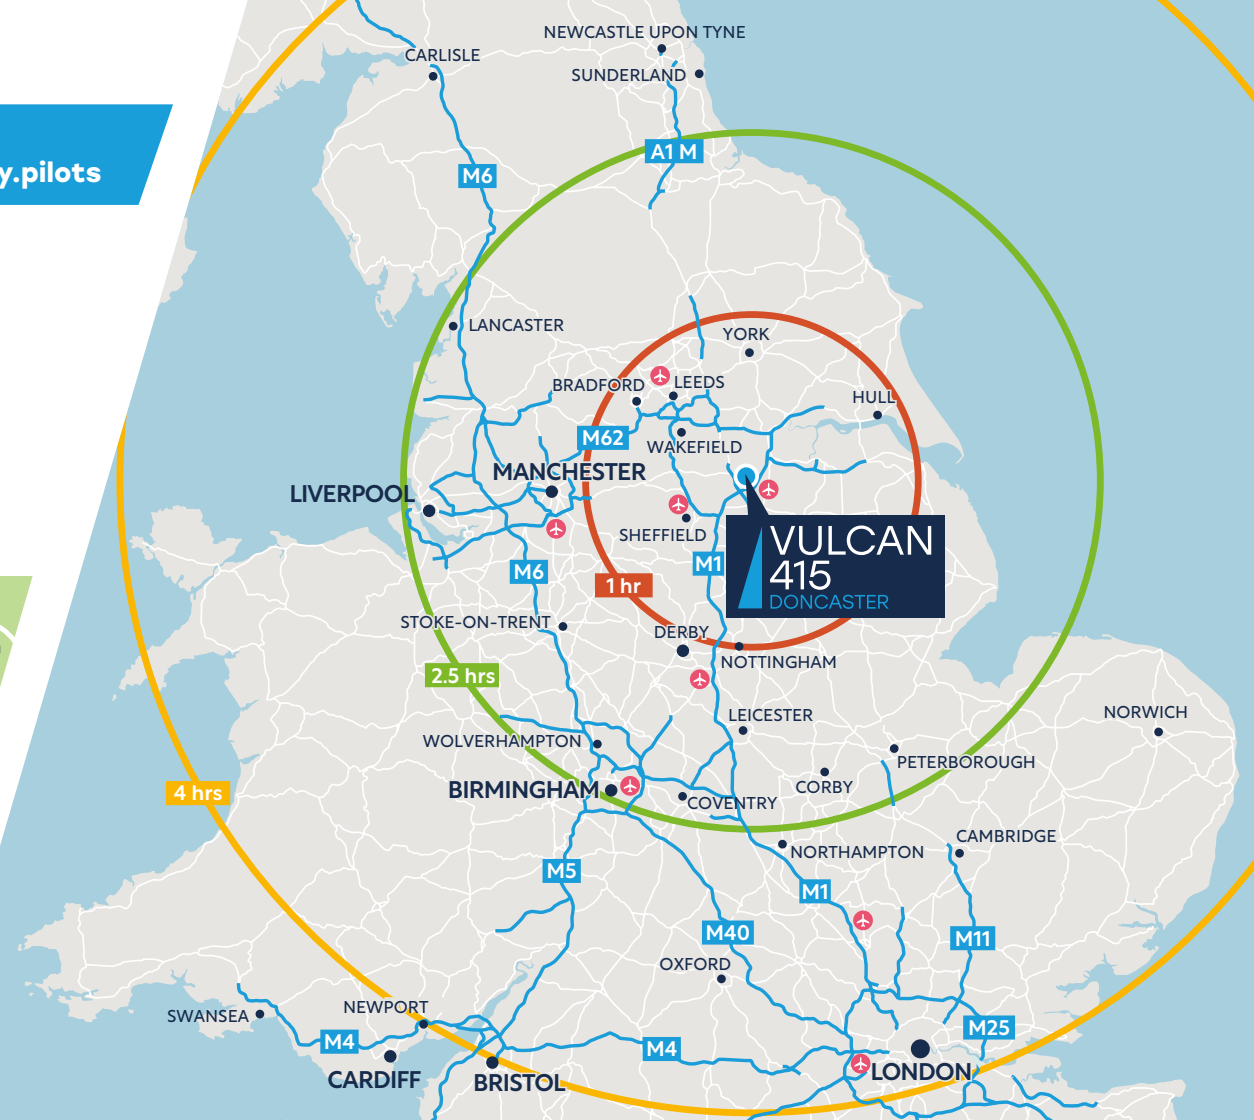 NEWCASTLE UPON TYNE
CARLISLE
SUNDERLAND
A1 M
y.pilots
M6
LANCASTER
YORK
BRADFORD
LEEDS
HULL
M62
WAKEFIELD
MANCHESTER
LIVERPOOL
SHEFFIELD
VULCAN
415
DONCASTER
M6
M1
1 hr
STOKE-ON-TRENT
DERBY
NOTTINGHAM
2.5 hrs
LEICESTER
NORWICH
WOLVERHAMPTON
PETERBOROUGH
BIRMINGHAM
CORBY
4 hrs
COVENTRY
CAMBRIDGE
NORTHAMPTON
M5
M1
M40
M11
OXFORD
NEWPORT
SWANSEA
M25
M4
M4
LONDON
CARDIFF
BRISTOL